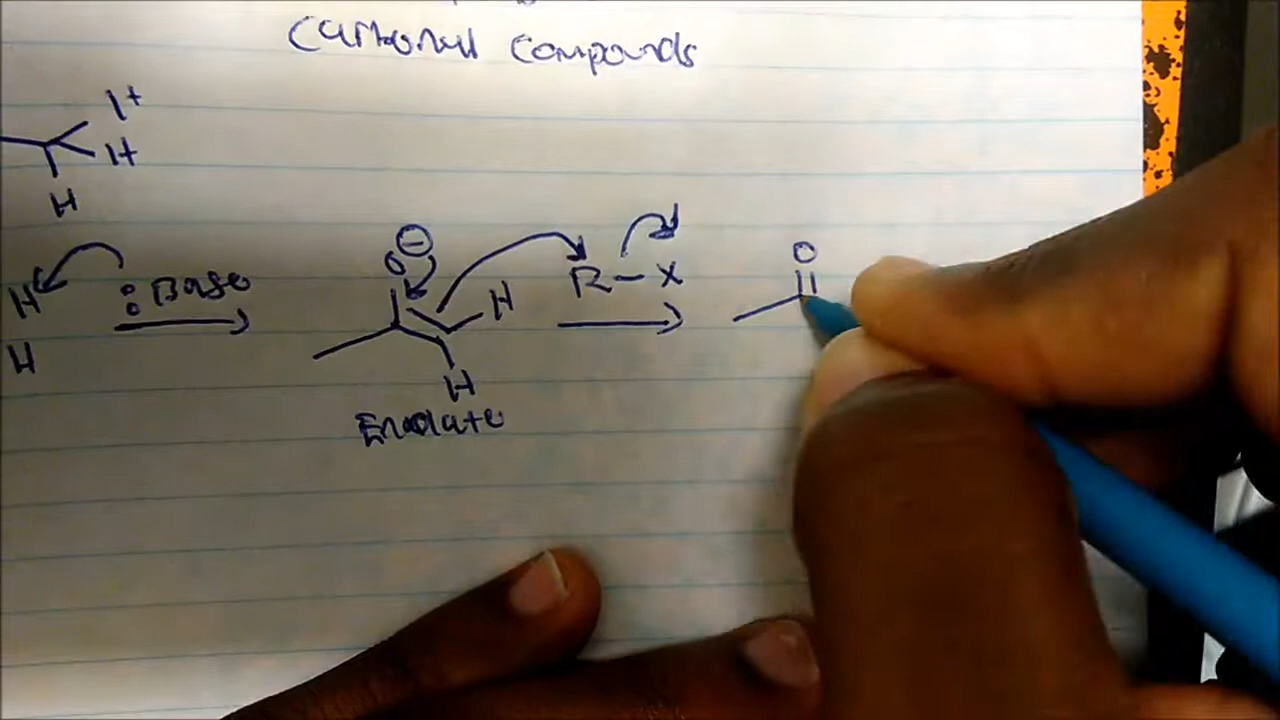 Carbonyl Compounds
H
H
H
O
⊖
H
: Base
H
O
H
R-X
H
Enolate